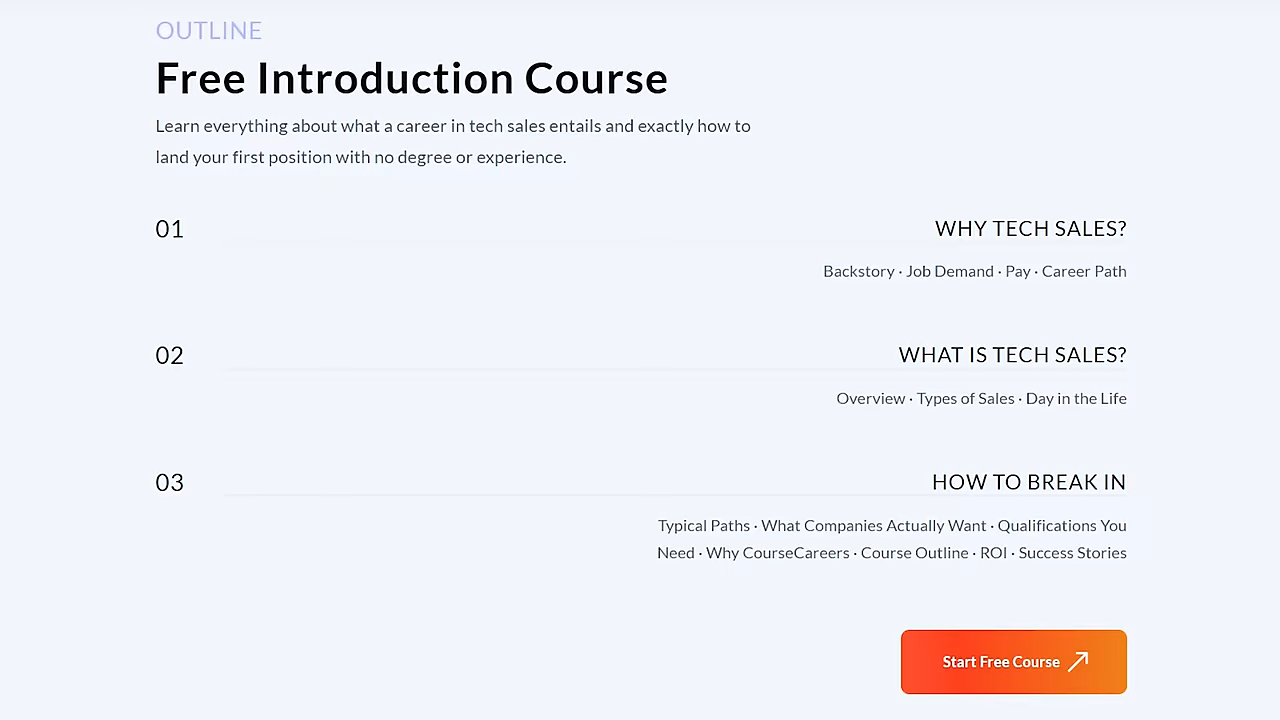 OUTLINE
Free Introduction Course
Learn everything about what a career in tech sales entails and exactly how to
land your first position with no degree or experience.
01
WHY TECH SALES?
Backstory · Job Demand · Pay · Career Path
02
WHAT IS TECH SALES?
Overview · Types of Sales · Day in the Life
03
HOW TO BREAK IN
Typical Paths · What Companies Actually Want · Qualifications You
Need · Why CourseCareers · Course Outline · ROI · Success Stories
Start Free Course